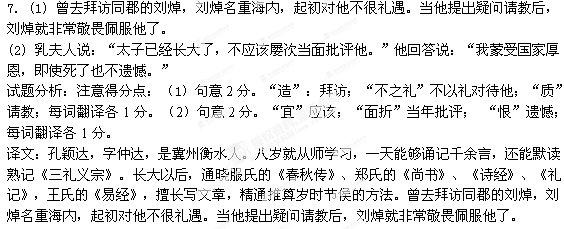 7. （1）曾去拜访同郡的刘焯，刘焯名重海内，起初对他不很礼遇。当他提出疑问请教后，
刘焯就非常敬畏佩服他了。
（2）乳夫人说：“太子已经长大了，不应该屡次当面批评他。”他回答说：“我蒙受国家厚
恩，即使死了也不遗憾。”
试题分析：注意得分点：（1）句意 2 分。“造”：拜访；“不之礼”不以礼对待他；“质”
请教；每词翻译各 1 分。（2）句意 2 分。“宜”应该；“面折”当年批评； “恨”遗憾；
每词翻译各 1 分。
译文：孔颖达，字仲达，是冀州衡水人。八岁就从师学习，一天能够诵记千余言，还能默读
熟记《三礼义宗》。长大以后，通晓服氏的《春秋传》、郑氏的《尚书》、《诗经》、《礼
记》，王氏的《易经》，擅长写文章，精通推算岁时节侯的方法。曾去拜访同郡的刘焯，刘
焯名重海内，起初对他不很礼遇。当他提出疑问请教后，刘焯就非常敬畏佩服他了。